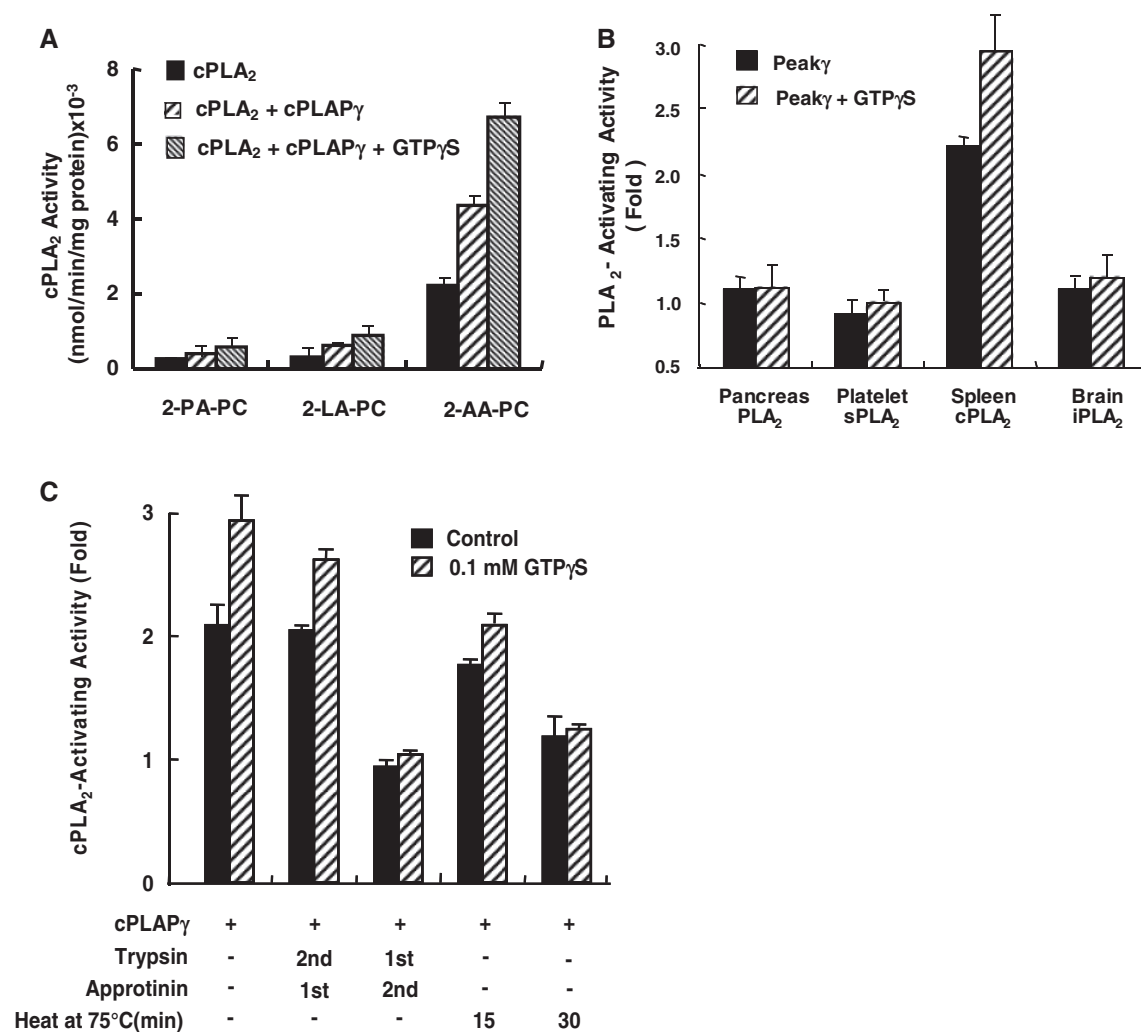 A
8
6
4
2
0
cPLA₂ Activity
(nmol/min/mg protein)x10⁻³
cPLA₂
cPLA₂ + cPLAPγ
cPLA₂ + cPLAPγ + GTPγS
2-PA-PC
2-LA-PC
2-AA-PC
B
3.0
2.5
2.0
1.5
1.0
0.5
PLA₂- Activating Activity
( Fold )
Peakγ
Peakγ + GTPγS
Pancreas
PLA₂
Platelet
sPLA₂
Spleen
cPLA₂
Brain
iPLA₂
C
3
2
1
0
cPLA₂-Activating Activity (Fold)
Control
0.1 mM GTPγS
cPLAPγ + + + + +
Trypsin - 2nd 1st - -
Approtinin - 1st 2nd - -
Heat at 75°C(min) - - - 15 30